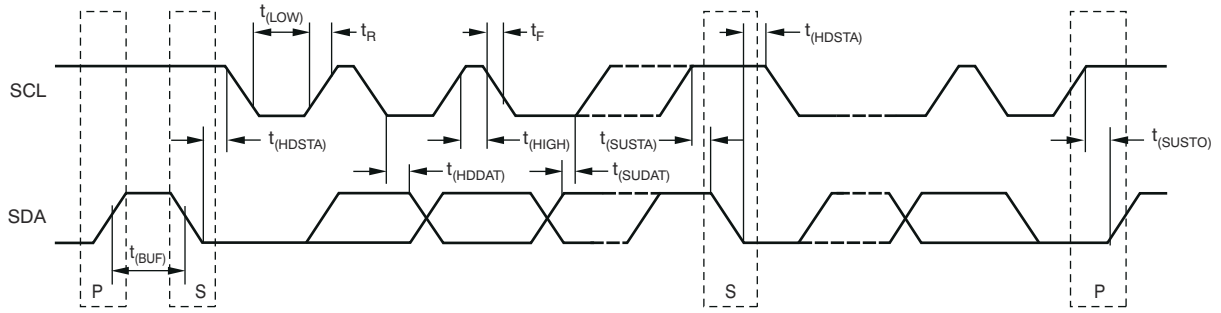 t(LOW)
tR
tF
t(HDSTA)
SCL
t(HDSTA)
t(HIGH)
t(SUSTA)
t(SUSTO)
t(HDDAT)
t(SUDAT)
SDA
t(BUF)
P
S
S
P